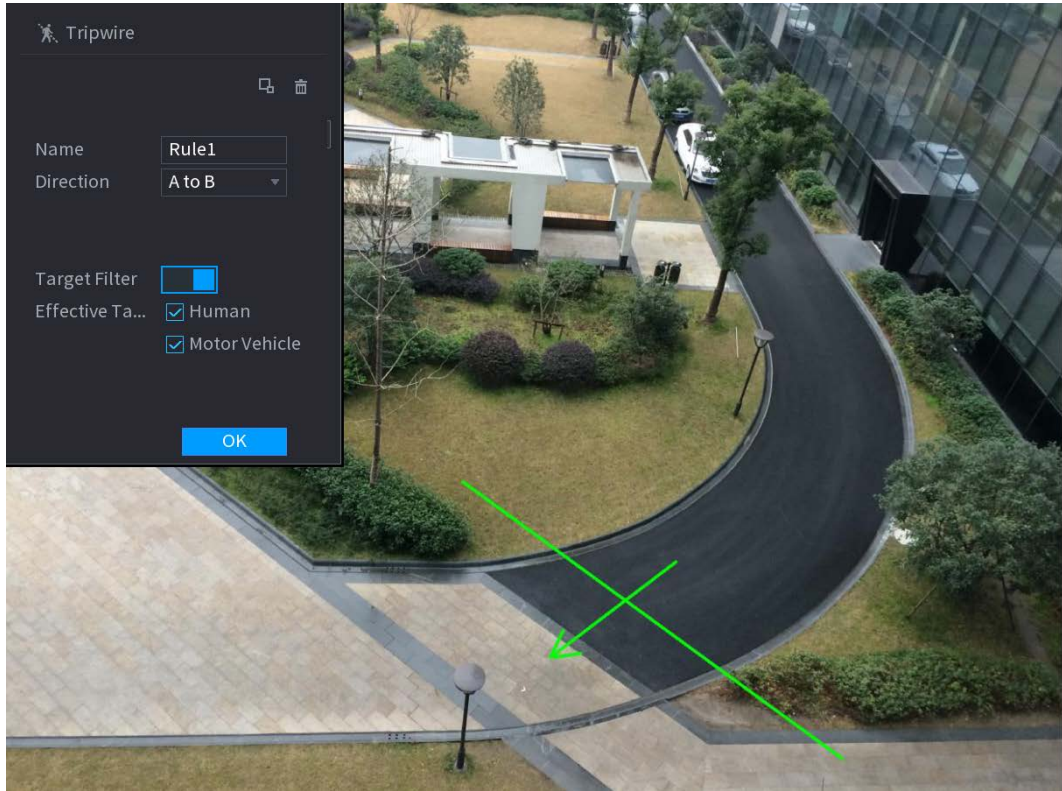 Tripwire
Name Rule1
Direction A to B
Target Filter
Effective Ta... Human
Motor Vehicle
OK